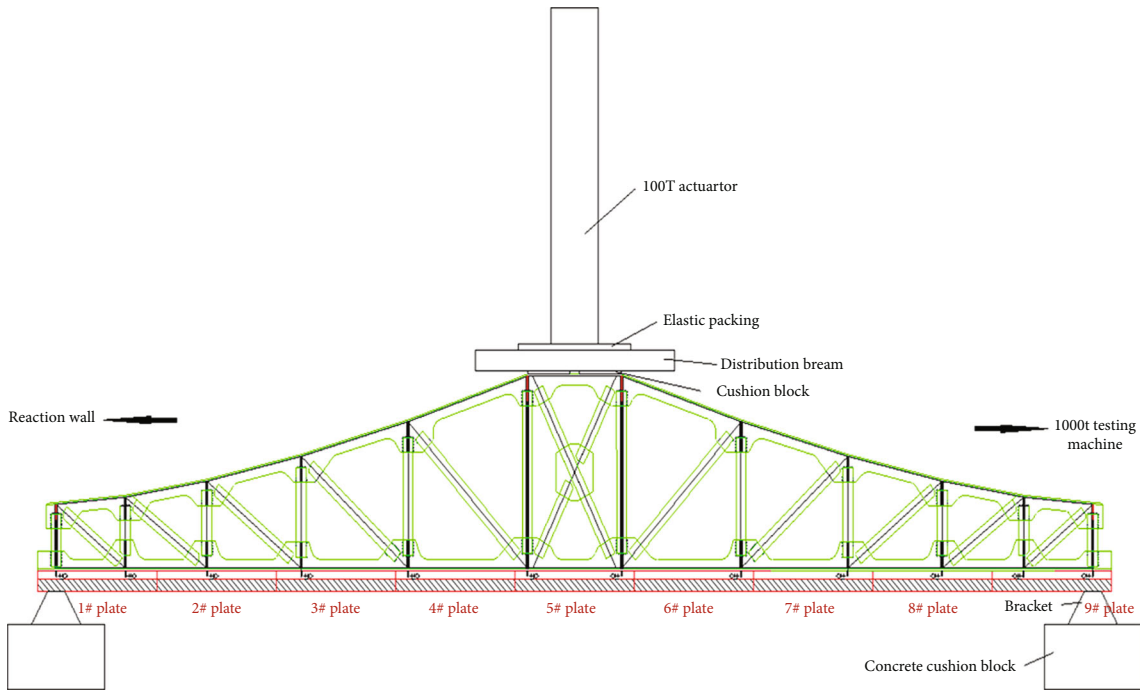 100T actuartor
Elastic packing
Distribution bream
Cushion block
Reaction wall
1000t testing
machine
1# plate
2# plate
3# plate
4# plate
5# plate
6# plate
7# plate
8# plate
Bracket
9# plate
Concrete cushion block